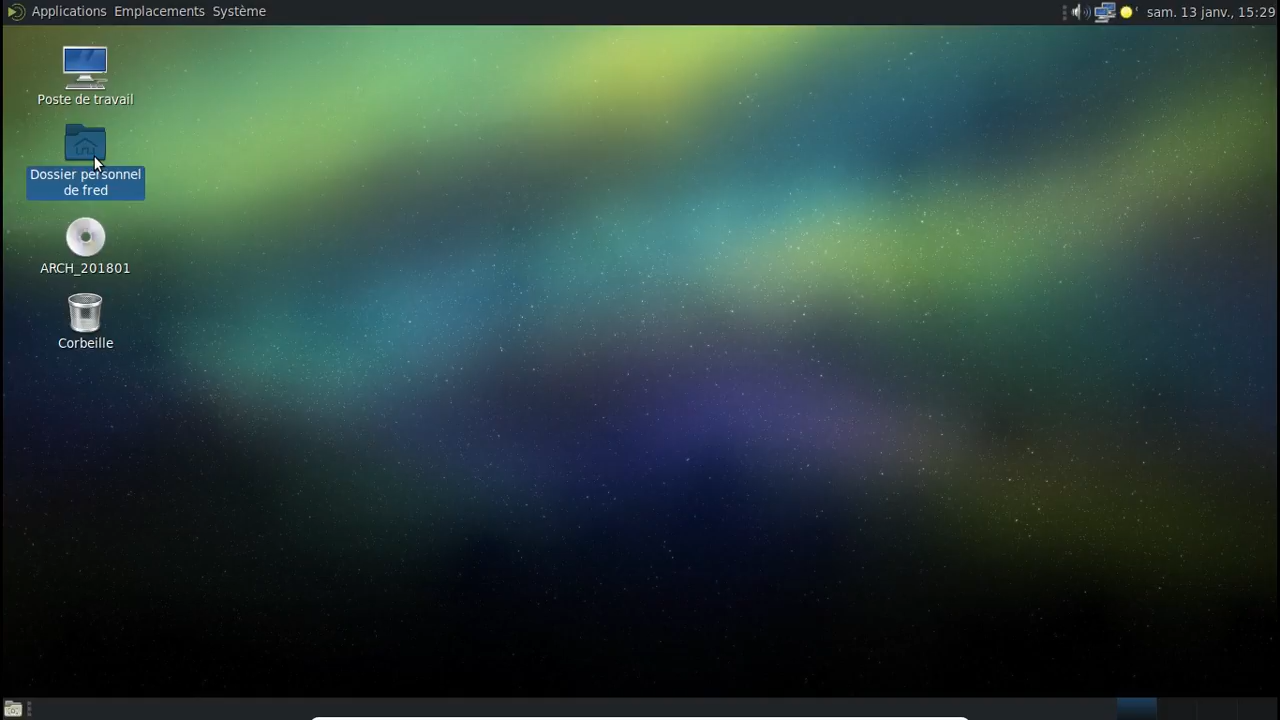 Applications Emplacements Système
sam. 13 janv., 15:29
Poste de travail
Dossier personnel
de fred
ARCH_201801
Corbeille